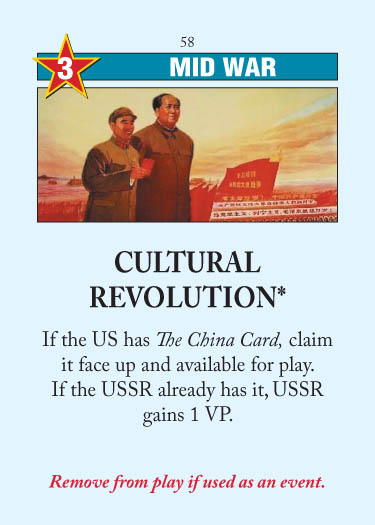 58
3
MID WAR
CULTURAL
REVOLUTION*
If the US has The China Card, claim
it face up and available for play.
If the USSR already has it, USSR
gains 1 VP.
Remove from play if used as an event.